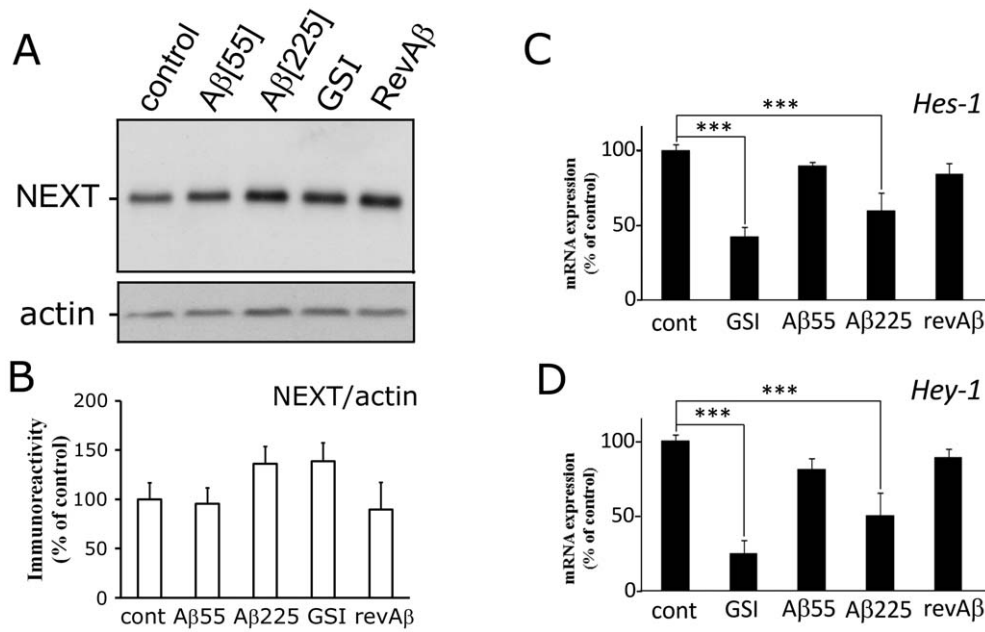 A
control
Aβ[55]
Aβ[225]
GSI
RevAβ
NEXT
actin
B
NEXT/actin
Immunoreactivity
(% of control)
200
150
100
50
0
cont Aβ55 Aβ225 GSI revAβ
C
Hes-1
***
***
mRNA expression
(% of control)
100
50
0
cont GSI Aβ55 Aβ225 revAβ
D
Hey-1
***
***
mRNA expression
(% of control)
100
50
0
cont GSI Aβ55 Aβ225 revAβ